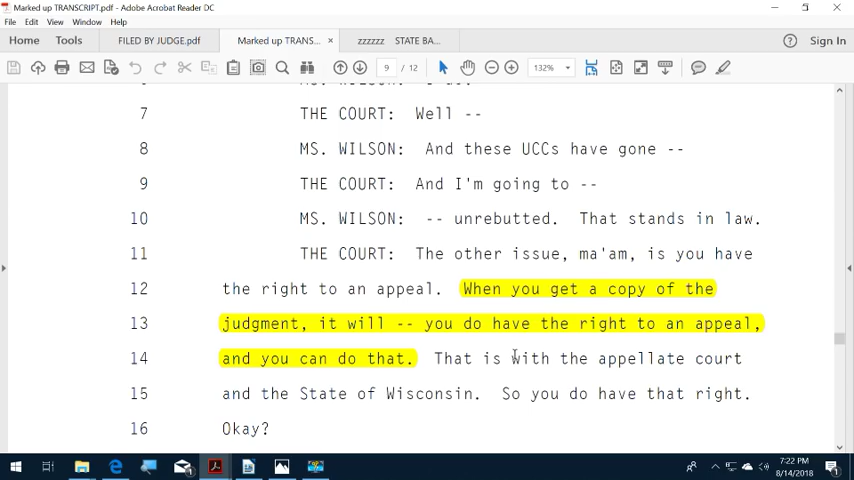 Marked up TRANSCRIPT.pdf - Adobe Acrobat Reader DC
File Edit View Window Help
Home Tools FILED BY JUDGE.pdf Marked up TRANS... × zzzzzz STATE BA... Sign In
9 / 12 132%
7 THE COURT: Well --
8 MS. WILSON: And these UCCs have gone --
9 THE COURT: And I'm going to --
10 MS. WILSON: -- unrebutted. That stands in law.
11 THE COURT: The other issue, ma'am, is you have
12 the right to an appeal. When you get a copy of the
13 judgment, it will -- you do have the right to an appeal,
14 and you can do that. That is with the appellate court
15 and the State of Wisconsin. So you do have that right.
16 Okay?
7:22 PM
8/14/2018